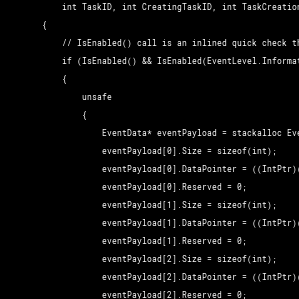 int TaskID, int CreatingTaskID, int TaskCreation
{
// IsEnabled() call is an inlined quick check th
if (IsEnabled() && IsEnabled(EventLevel.Informat
{
unsafe
{
EventData* eventPayload = stackalloc Eve
eventPayload[0].Size = sizeof(int);
eventPayload[0].DataPointer = ((IntPtr)(
eventPayload[0].Reserved = 0;
eventPayload[1].Size = sizeof(int);
eventPayload[1].DataPointer = ((IntPtr)(
eventPayload[1].Reserved = 0;
eventPayload[2].Size = sizeof(int);
eventPayload[2].DataPointer = ((IntPtr)(
eventPayload[2].Reserved = 0;